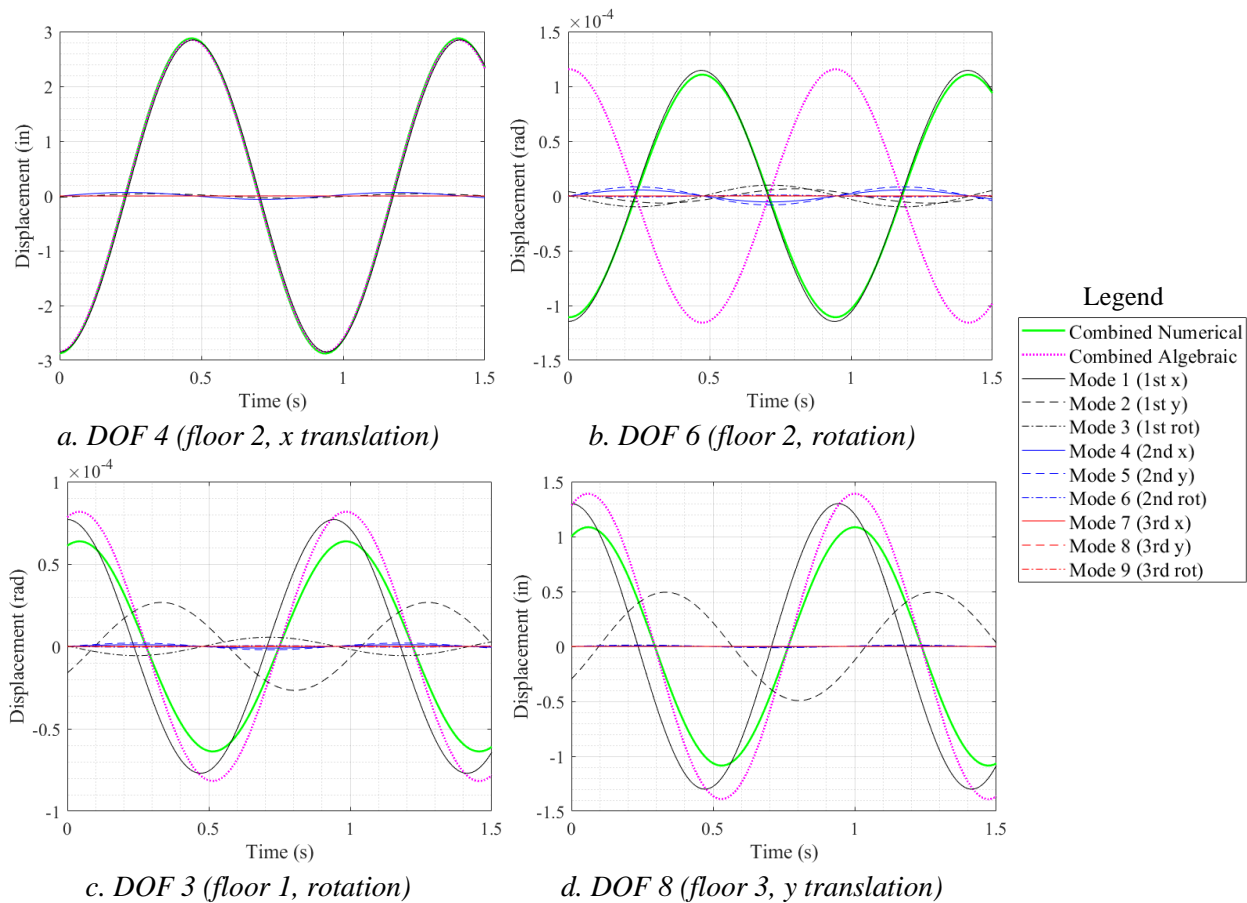 3
2
1
0
-1
-2
-3
Displacement (in)
0
0.5
1
1.5
Time (s)
a. DOF 4 (floor 2, x translation)
×10⁻⁴
1.5
1
0.5
0
-0.5
-1
-1.5
Displacement (rad)
0
0.5
1
1.5
Time (s)
b. DOF 6 (floor 2, rotation)
×10⁻⁴
1
0.5
0
-0.5
-1
Displacement (rad)
0
0.5
1
1.5
Time (s)
c. DOF 3 (floor 1, rotation)
1.5
1
0.5
0
-0.5
-1
-1.5
Displacement (in)
0
0.5
1
1.5
Time (s)
d. DOF 8 (floor 3, y translation)
Legend
Combined Numerical
Combined Algebraic
Mode 1 (1st x)
Mode 2 (1st y)
Mode 3 (1st rot)
Mode 4 (2nd x)
Mode 5 (2nd y)
Mode 6 (2nd rot)
Mode 7 (3rd x)
Mode 8 (3rd y)
Mode 9 (3rd rot)